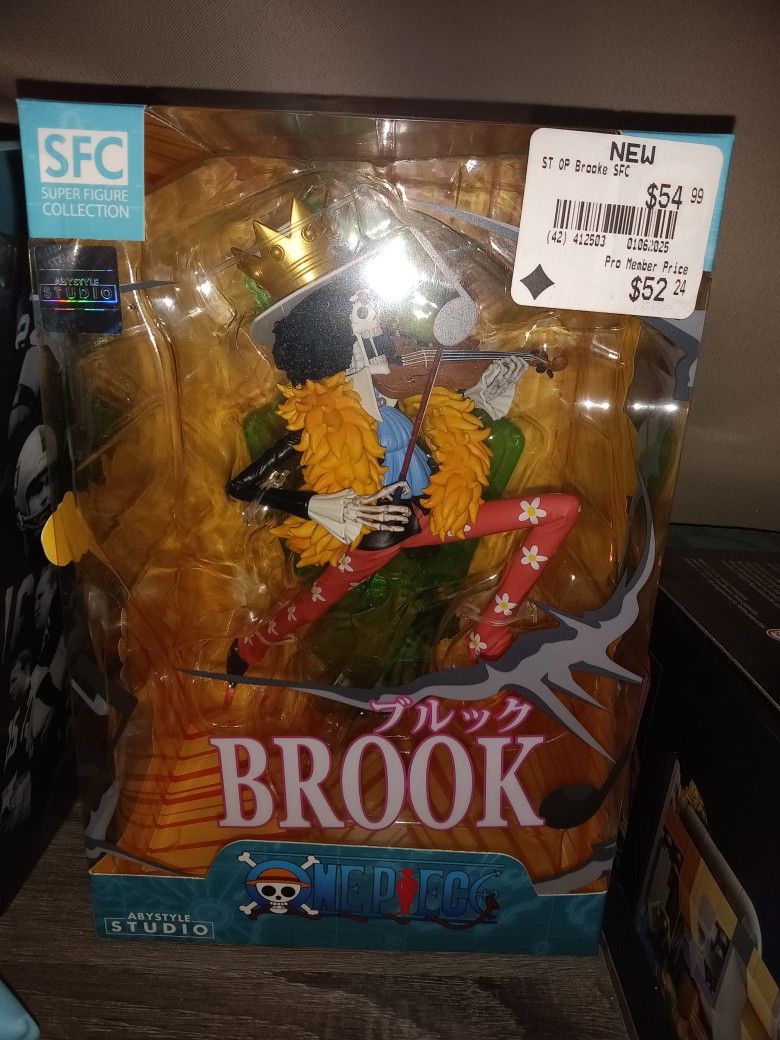 SFC
SUPER FIGURE
COLLECTION
ABYSTYLE
STUDIO
NEW
ST OP Brooke SFC
$54 99
(42) 412503 01062025
Pro Member Price
$52 24
ブルック
BROOK
ONE PIECE
ABYSTYLE
STUDIO